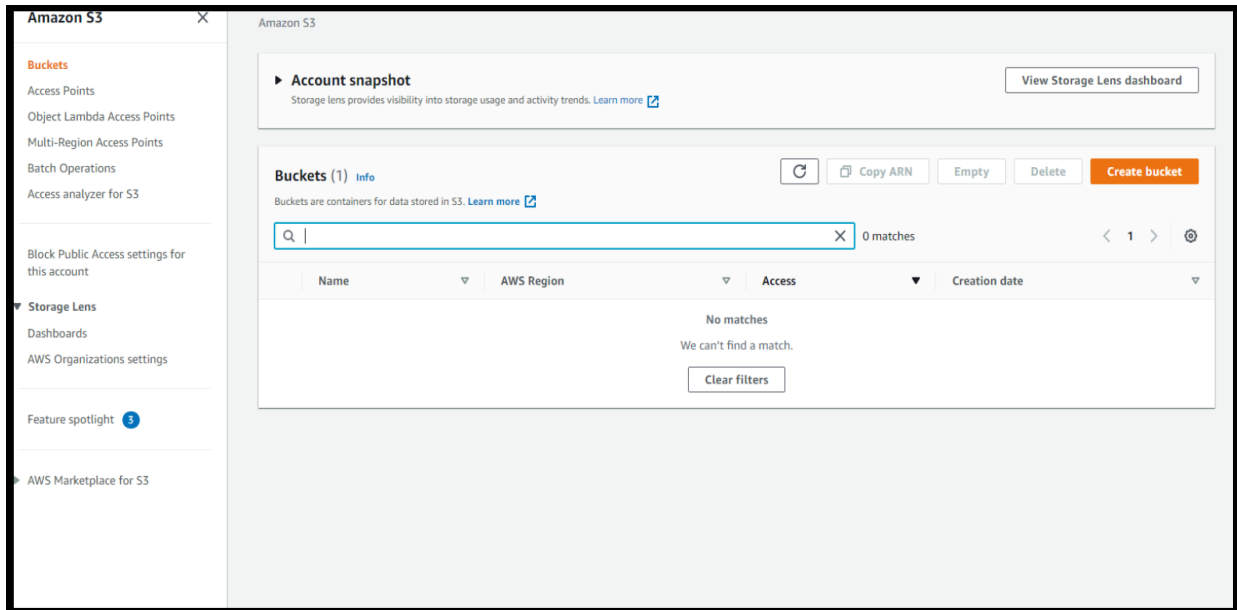 Amazon S3
Buckets
Access Points
Object Lambda Access Points
Multi-Region Access Points
Batch Operations
Access analyzer for S3
Block Public Access settings for
this account
Storage Lens
Dashboards
AWS Organizations settings
Feature spotlight 3
AWS Marketplace for S3
Amazon S3
Account snapshot
View Storage Lens dashboard
Storage lens provides visibility into storage usage and activity trends. Learn more
Buckets (1) Info
Copy ARN Empty Delete Create bucket
Buckets are containers for data stored in S3. Learn more
0 matches 1
Name AWS Region Access Creation date
No matches
We can't find a match.
Clear filters